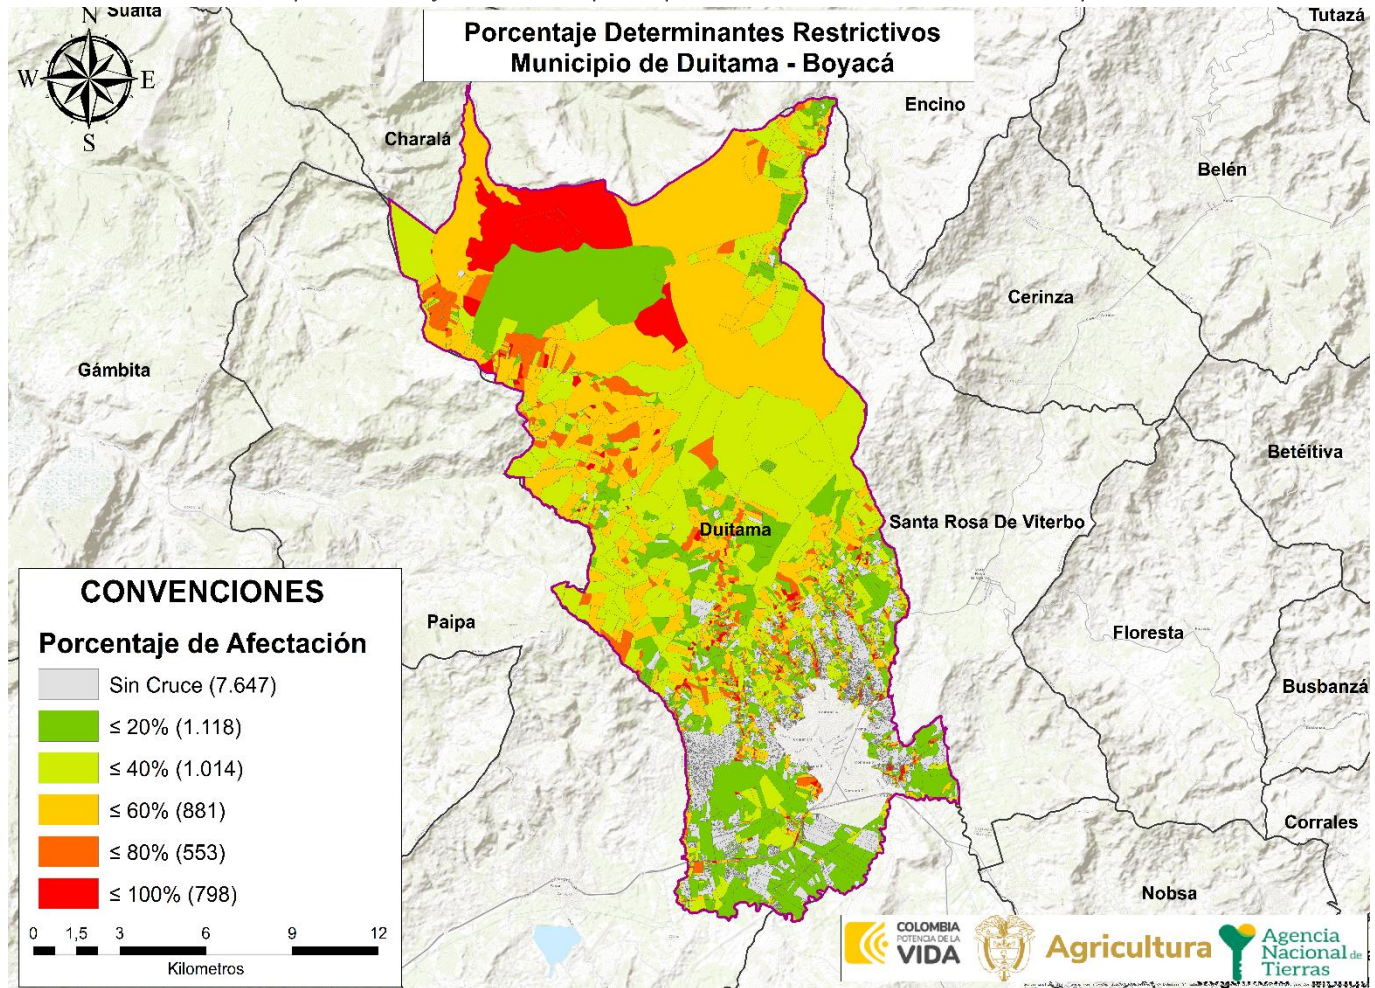 Suaita
N
W
E
S
Porcentaje Determinantes Restrictivos
Municipio de Duitama - Boyacá
Tutazá
Encino
Charalá
Belén
Cerinza
Gámbita
Betéitiva
Duitama
Santa Rosa De Viterbo
Paipa
Floresta
Busbanzá
Corrales
Nobsa
CONVENCIONES
Porcentaje de Afectación
Sin Cruce (7.647)
≤ 20% (1.118)
≤ 40% (1.014)
≤ 60% (881)
≤ 80% (553)
≤ 100% (798)
0 1,5 3 6 9 12
Kilometros
COLOMBIA
POTENCIA DE LA
VIDA
Agricultura
Agencia
Nacional de
Tierras